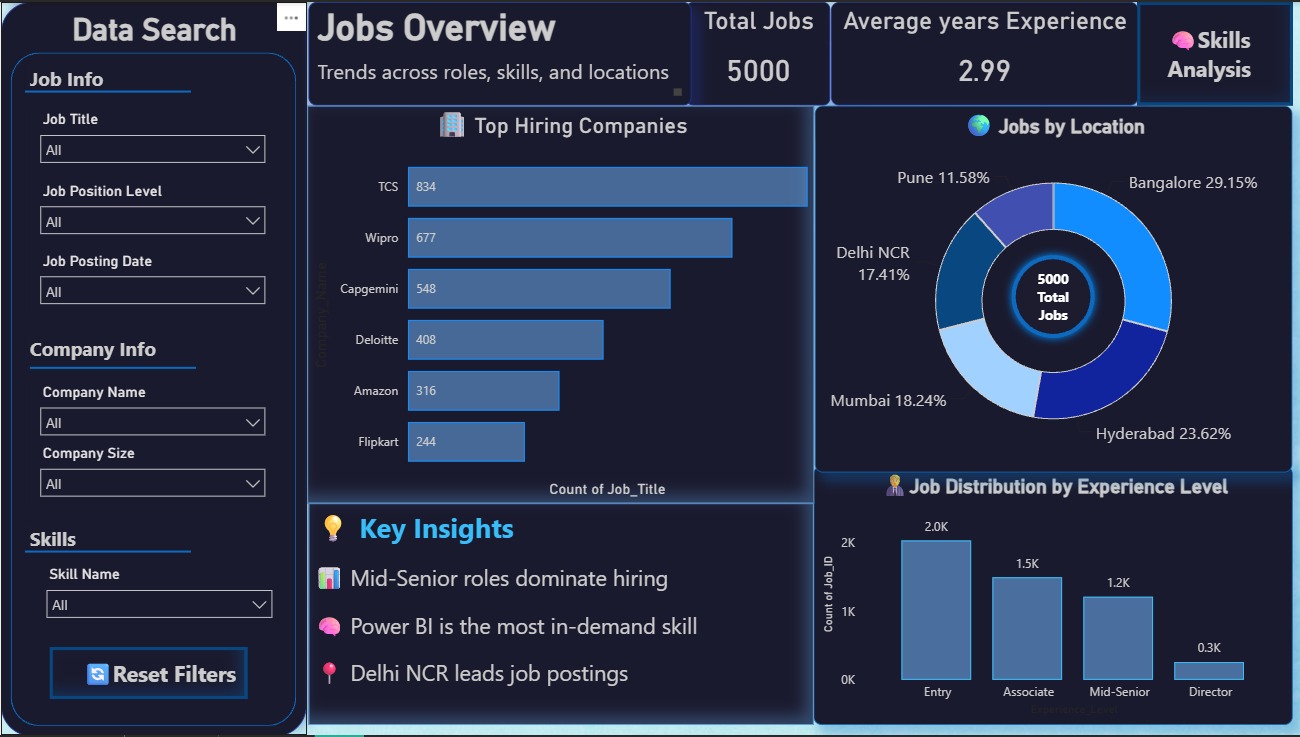 Data Search
Job Info
Job Title
All
Job Position Level
All
Job Posting Date
All
Company Info
Company Name
All
Company Size
All
Skills
Skill Name
All
Reset Filters
Jobs Overview
Trends across roles, skills, and locations
Total Jobs
5000
Average years Experience
2.99
Skills
Analysis
Top Hiring Companies
Company_Name
TCS 834
Wipro 677
Capgemini 548
Deloitte 408
Amazon 316
Flipkart 244
Count of Job_Title
Jobs by Location
Pune 11.58%
Bangalore 29.15%
Delhi NCR
17.41%
5000
Total
Jobs
Mumbai 18.24%
Hyderabad 23.62%
Key Insights
Mid-Senior roles dominate hiring
Power BI is the most in-demand skill
Delhi NCR leads job postings
Job Distribution by Experience Level
Count of Job_ID
2K
1K
0K
2.0K
1.5K
1.2K
0.3K
Entry Associate Mid-Senior Director
Experience_Level